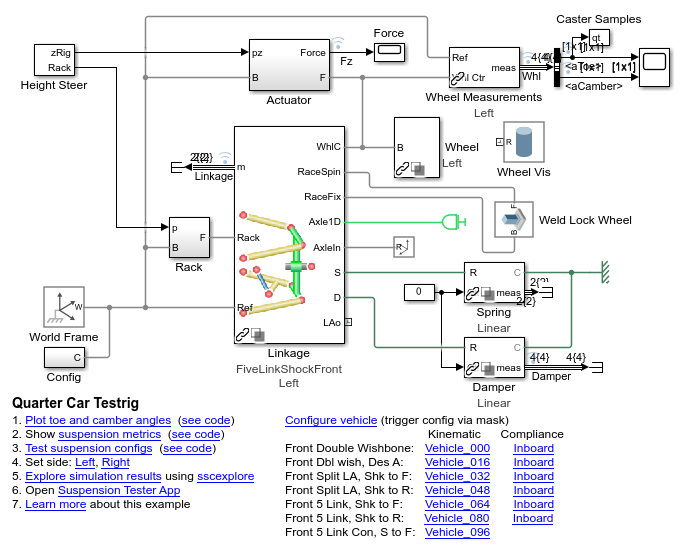 Caster Samples
Force
qt
zRig
Rack
Height Steer
pz
Force
B
F
Actuator
Fz
Ref
meas
Whl
<aCamber>
[1x1]
Wheel Measurements
Left
WhlC
RaceSpin
RaceFix
Axle1D
AxleIn
S
D
LAo
m
Linkage
Rack
Ref
Linkage
FiveLinkShockFront
Left
B
Wheel
Left
R
Wheel Vis
F
B
Weld Lock Wheel
p
B
F
Rack
R
W
World Frame
C
Config
0
R
C
meas
2{2}
Spring
Linear
R
C
meas
4{4}
4{4}
Damper
Damper
Linear
Quarter Car Testrig
1. Plot toe and camber angles (see code)
2. Show suspension metrics (see code)
3. Test suspension configs (see code)
4. Set side: Left, Right
5. Explore simulation results using sscexplore
6. Open Suspension Tester App
7. Learn more about this example
Configure vehicle (trigger config via mask)
Kinematic Compliance
Front Double Wishbone: Vehicle_000 Inboard
Front Dbl wish, Des A: Vehicle_016 Inboard
Front Split LA, Shk to F: Vehicle_032 Inboard
Front Split LA, Shk to R: Vehicle_048 Inboard
Front 5 Link, Shk to F: Vehicle_064 Inboard
Front 5 Link, Shk to R: Vehicle_080 Inboard
Front 5 Link Con, S to F: Vehicle_096